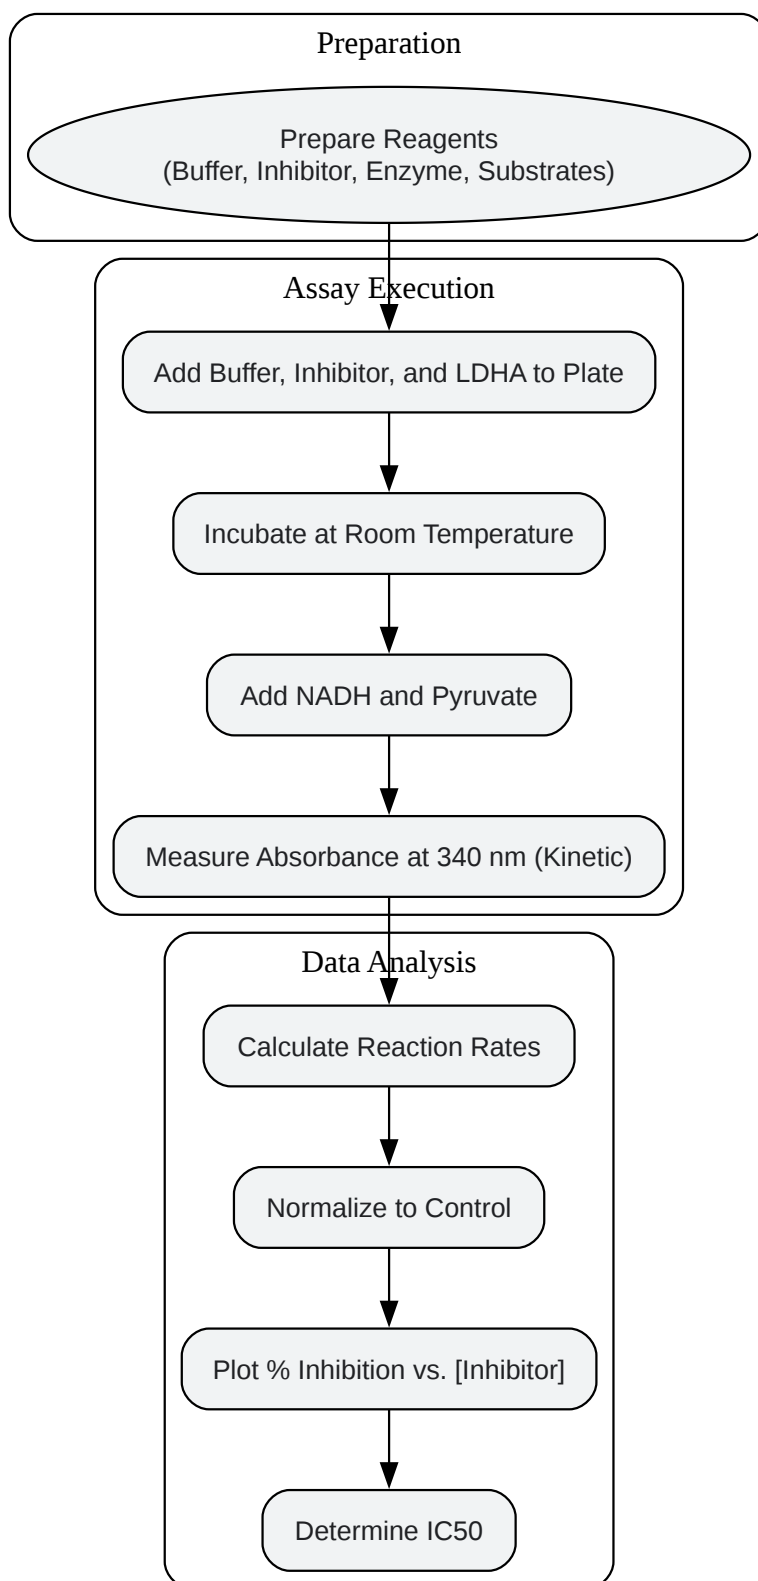 Preparation
Prepare Reagents
(Buffer, Inhibitor, Enzyme, Substrates)
Assay Execution
Add Buffer, Inhibitor, and LDHA to Plate
Incubate at Room Temperature
Add NADH and Pyruvate
Measure Absorbance at 340 nm (Kinetic)
Data Analysis
Calculate Reaction Rates
Normalize to Control
Plot % Inhibition vs. [Inhibitor]
Determine IC50